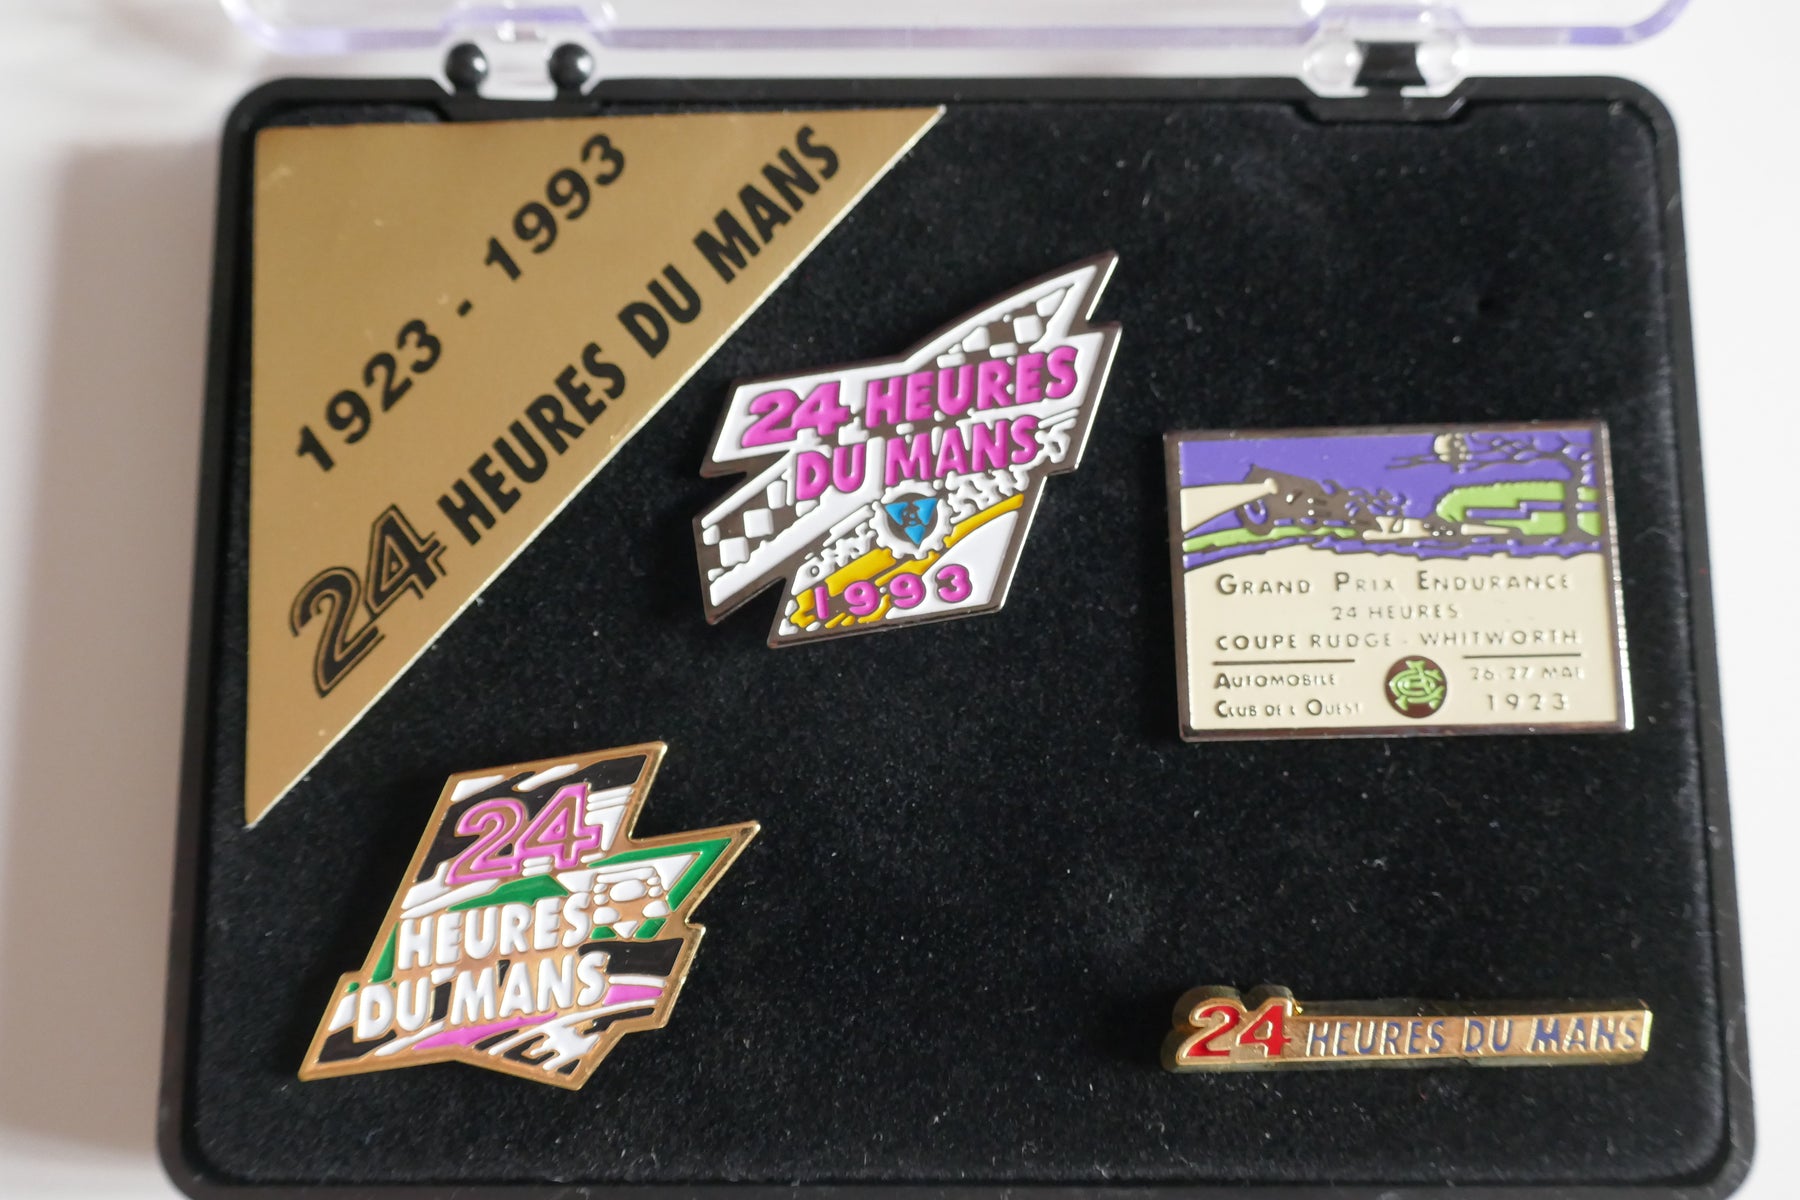 1923 - 1993
24 HEURES DU MANS
24 HEURES
DU MANS
1993
GRAND PRIX ENDURANCE
24 HEURES
COUPE RUDGE - WHITWORTH
AUTOMOBILE
CLUB DE L'OUEST
26-27 MAI
1923
24
HEURES
DU MANS
24 HEURES DU MANS